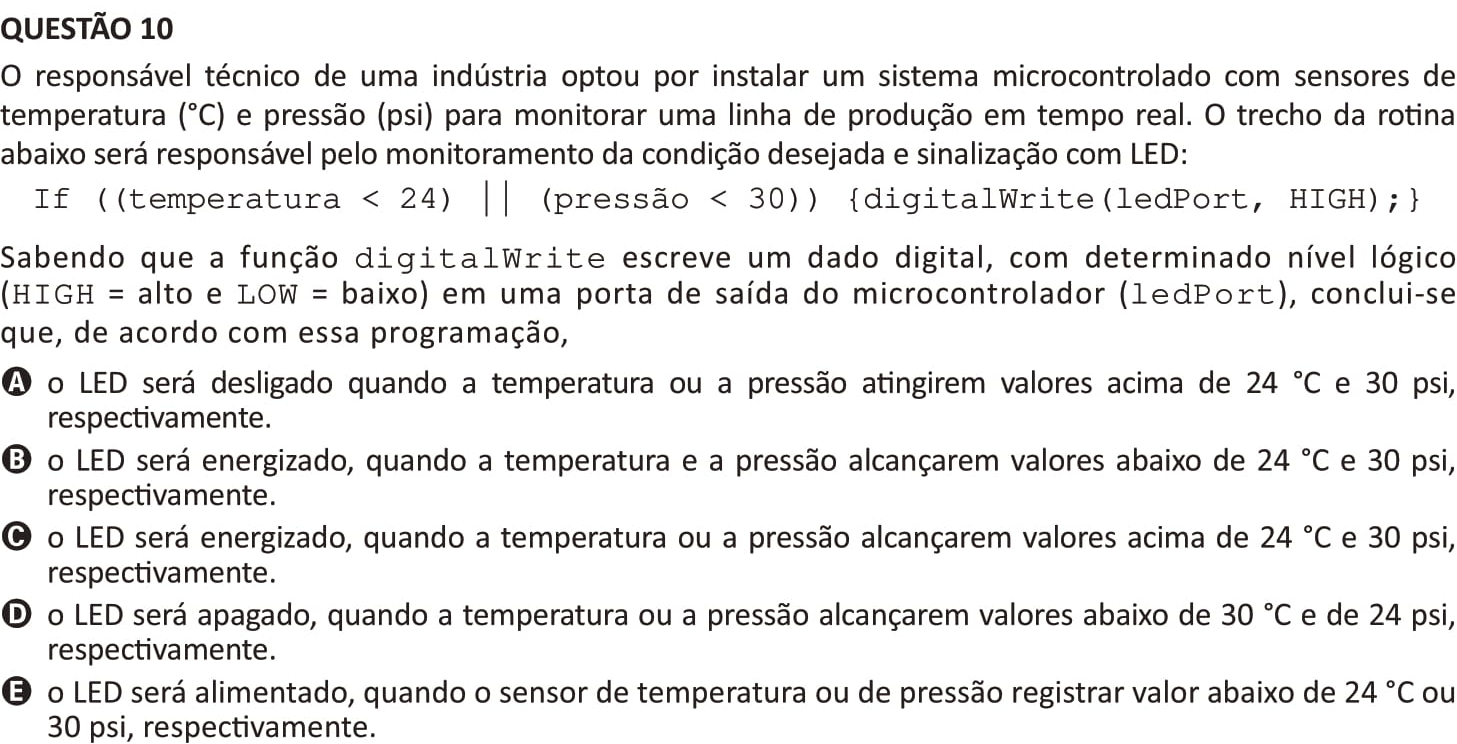 QUESTÃO 10
O responsável técnico de uma indústria optou por instalar um sistema microcontrolado com sensores de
temperatura (°C) e pressão (psi) para monitorar uma linha de produção em tempo real. O trecho da rotina
abaixo será responsável pelo monitoramento da condição desejada e sinalização com LED:
If ((temperatura < 24) || (pressão < 30)) {digitalWrite(ledPort, HIGH);}
Sabendo que a função digitalWrite escreve um dado digital, com determinado nível lógico
(HIGH = alto e LOW = baixo) em uma porta de saída do microcontrolador (ledPort), conclui-se
que, de acordo com essa programação,
A o LED será desligado quando a temperatura ou a pressão atingirem valores acima de 24 °C e 30 psi,
respectivamente.
B o LED será energizado, quando a temperatura e a pressão alcançarem valores abaixo de 24 °C e 30 psi,
respectivamente.
C o LED será energizado, quando a temperatura ou a pressão alcançarem valores acima de 24 °C e 30 psi,
respectivamente.
D o LED será apagado, quando a temperatura ou a pressão alcançarem valores abaixo de 30 °C e de 24 psi,
respectivamente.
E o LED será alimentado, quando o sensor de temperatura ou de pressão registrar valor abaixo de 24 °C ou
30 psi, respectivamente.